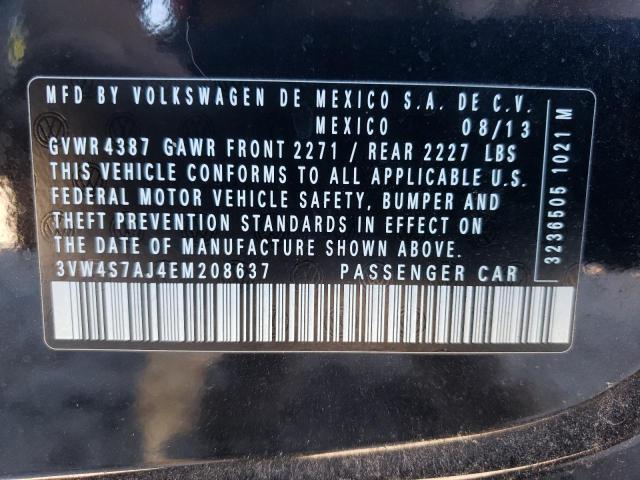 MFD BY VOLKSWAGEN DE MEXICO S.A. DE C.V.
MEXICO 08/13
GVWR 4387 GAWR FRONT 2271 / REAR 2227 LBS
THIS VEHICLE CONFORMS TO ALL APPLICABLE U.S.
FEDERAL MOTOR VEHICLE SAFETY, BUMPER AND
THEFT PREVENTION STANDARDS IN EFFECT ON
THE DATE OF MANUFACTURE SHOWN ABOVE.
3VW4S7AJ4EM208637 PASSENGER CAR
3236505 1021 M